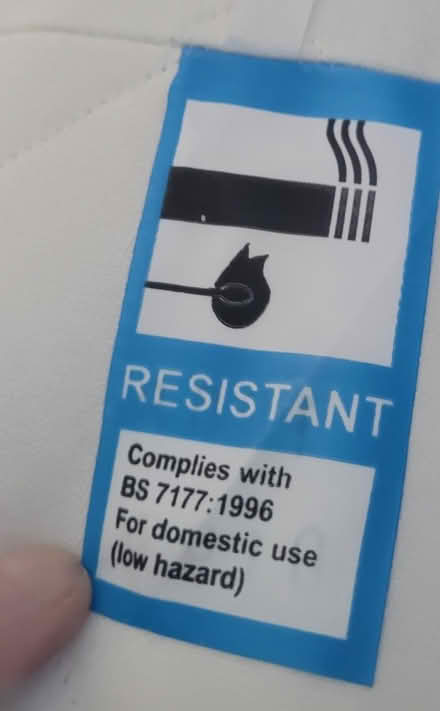 RESISTANT
Complies with
BS 7177:1996
For domestic use
(low hazard)